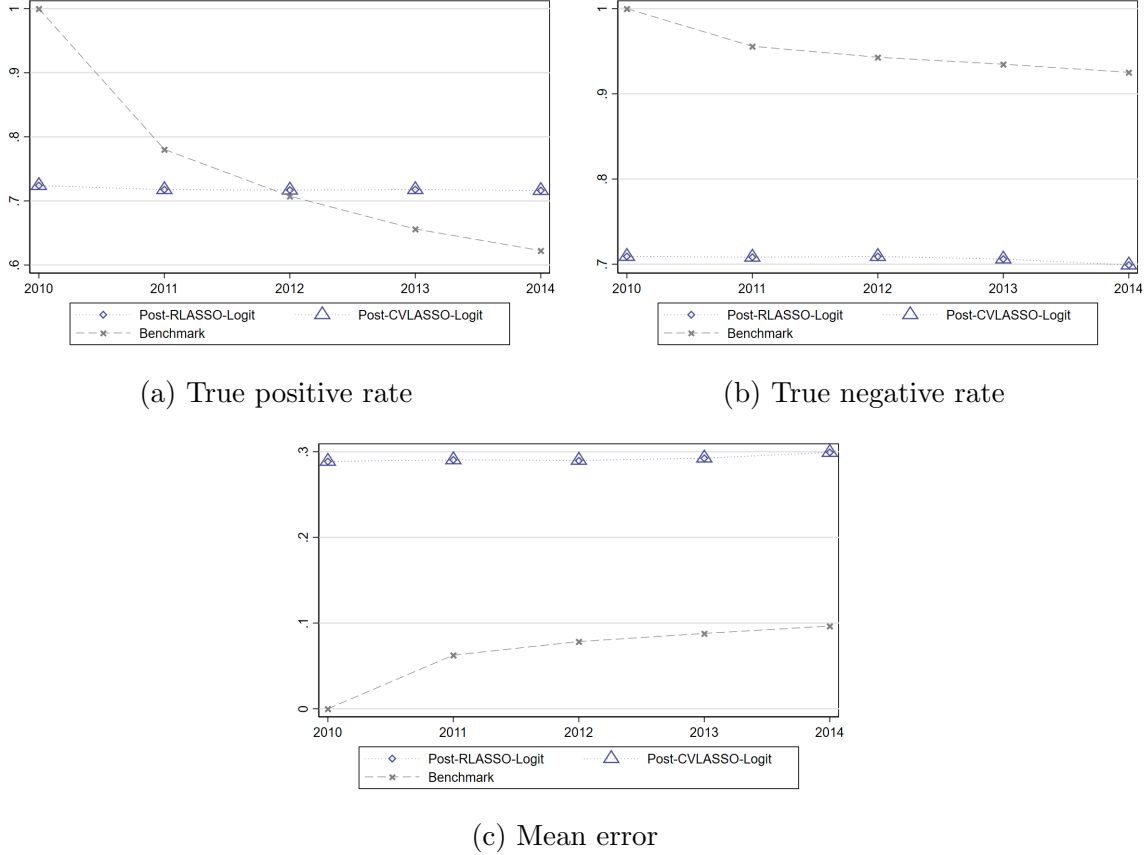 1
.9
.8
.7
.6
2010 2011 2012 2013 2014
Post-RLASSO-Logit Post-CVLASSO-Logit
Benchmark
(a) True positive rate
1
.9
.8
.7
2010 2011 2012 2013 2014
Post-RLASSO-Logit Post-CVLASSO-Logit
Benchmark
(b) True negative rate
.3
.2
.1
0
2010 2011 2012 2013 2014
Post-RLASSO-Logit Post-CVLASSO-Logit
Benchmark
(c) Mean error